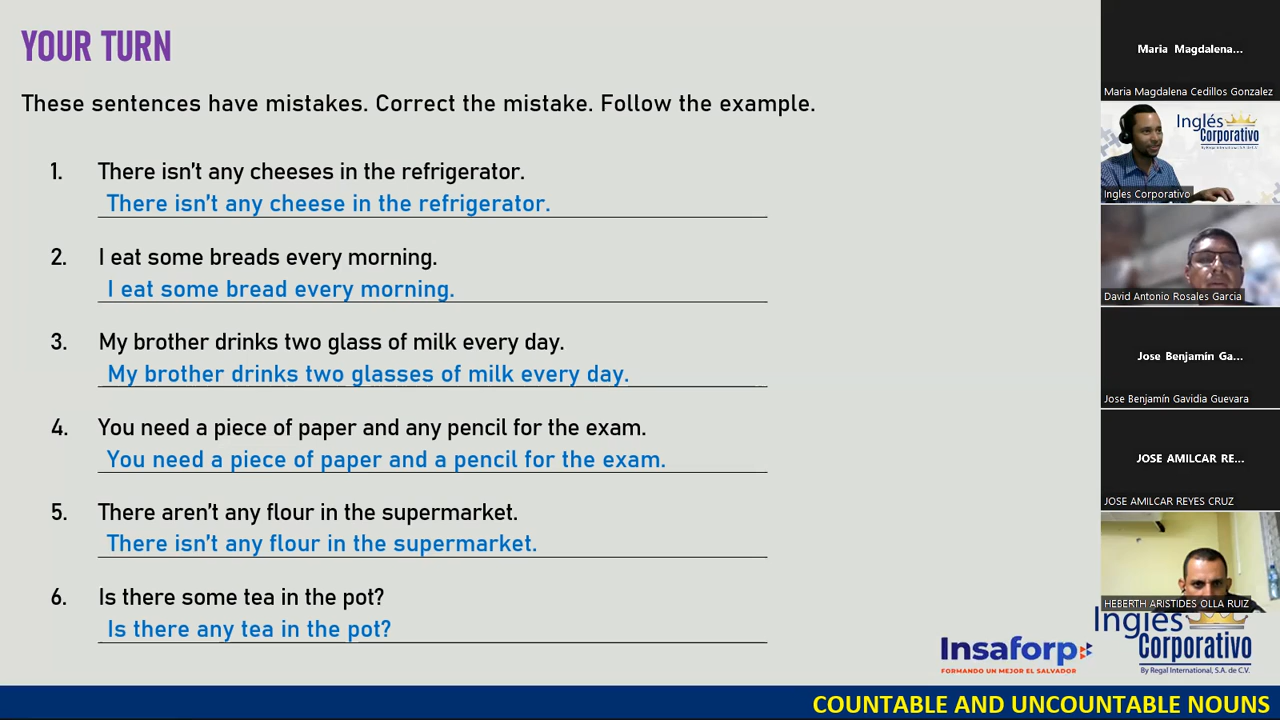 YOUR TURN
These sentences have mistakes. Correct the mistake. Follow the example.
1. There isn't any cheeses in the refrigerator.
There isn't any cheese in the refrigerator.
2. I eat some breads every morning.
I eat some bread every morning.
3. My brother drinks two glass of milk every day.
My brother drinks two glasses of milk every day.
4. You need a piece of paper and any pencil for the exam.
You need a piece of paper and a pencil for the exam.
5. There aren't any flour in the supermarket.
There isn't any flour in the supermarket.
6. Is there some tea in the pot?
Is there any tea in the pot?
Insaforp
FORMANDO UN MEJOR EL SALVADOR
Inglés
Corporativo
By Regal International, S.A. de C.V.
COUNTABLE AND UNCOUNTABLE NOUNS
Maria Magdalena...
Maria Magdalena Cedillos Gonzalez
Inglés
Corporativo
By Regal International, S.A. de C.V.
Ingles Corporativo
David Antonio Rosales Garcia
Jose Benjamín Ga...
Jose Benjamín Gavidia Guevara
JOSE AMILCAR RE...
JOSE AMILCAR REYES CRUZ
HEBERTH ARISTIDES OLLA RUIZ